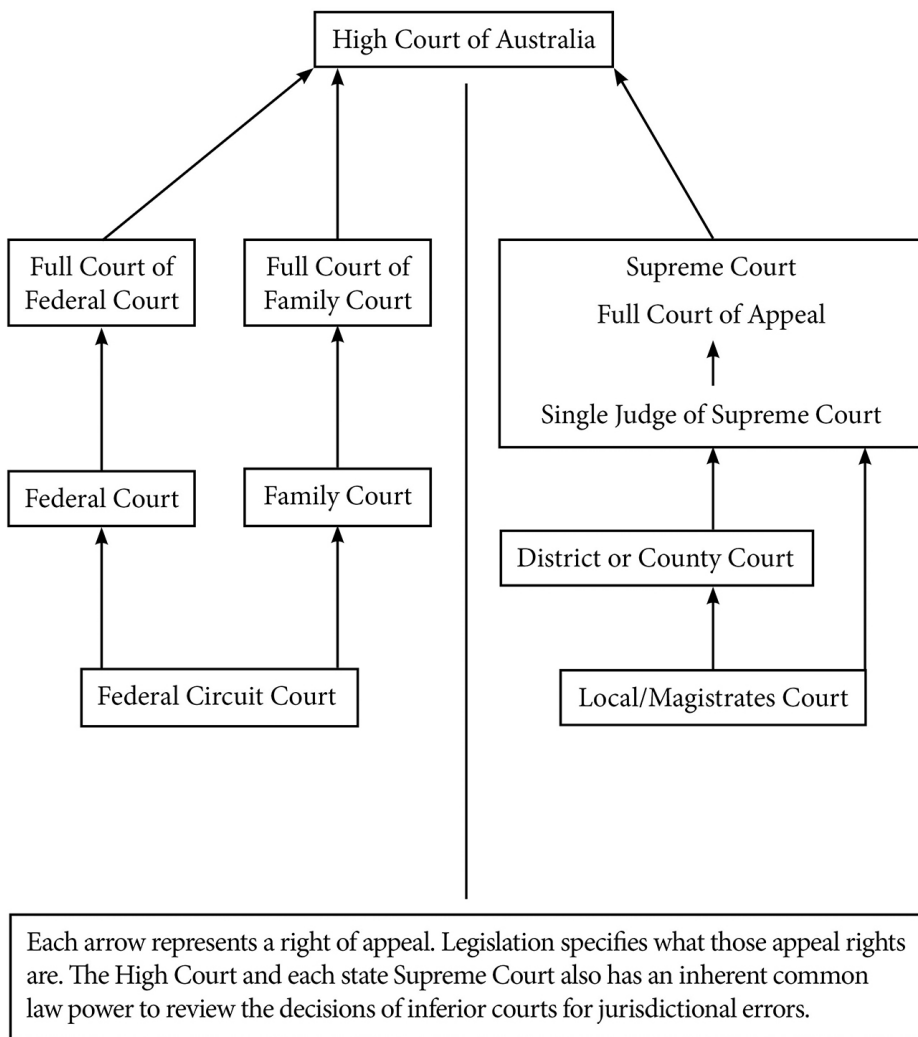 High Court of Australia
Full Court of
Federal Court
Full Court of
Family Court
Supreme Court
Full Court of Appeal
Single Judge of Supreme Court
Federal Court
Family Court
District or County Court
Federal Circuit Court
Local/Magistrates Court
Each arrow represents a right of appeal. Legislation specifies what those appeal rights
are. The High Court and each state Supreme Court also has an inherent common
law power to review the decisions of inferior courts for jurisdictional errors.